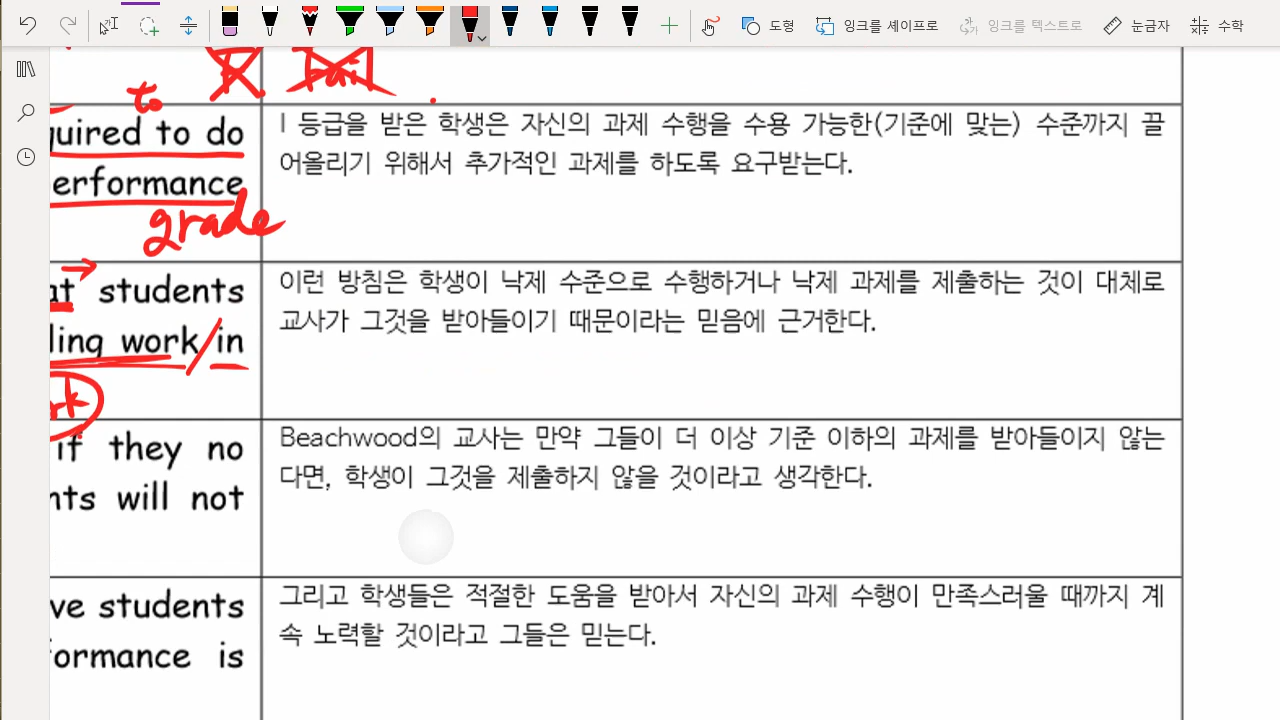 도형 잉크를 셰이프로 잉크를 텍스트로 눈금자 수학
to
fail
quired to do
erformance
grade
I 등급을 받은 학생은 자신의 과제 수행을 수용 가능한(기준에 맞는) 수준까지 끌
어올리기 위해서 추가적인 과제를 하도록 요구받는다.
at students
ling work / in
rk
이런 방침은 학생이 낙제 수준으로 수행하거나 낙제 과제를 제출하는 것이 대체로
교사가 그것을 받아들이기 때문이라는 믿음에 근거한다.
if they no
nts will not
Beachwood의 교사는 만약 그들이 더 이상 기준 이하의 과제를 받아들이지 않는
다면, 학생이 그것을 제출하지 않을 것이라고 생각한다.
ve students
formance is
그리고 학생들은 적절한 도움을 받아서 자신의 과제 수행이 만족스러울 때까지 계
속 노력할 것이라고 그들은 믿는다.